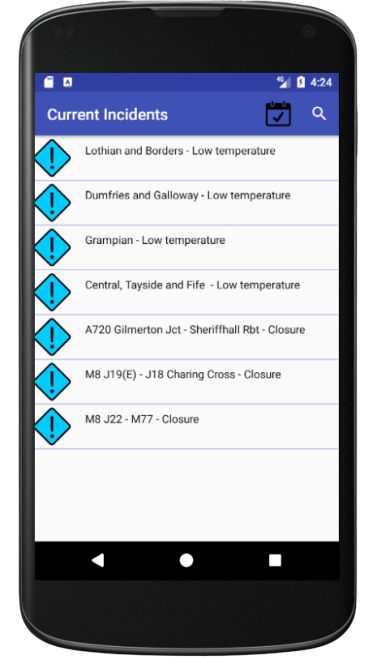 4G 4:24
Current Incidents
Lothian and Borders - Low temperature
Dumfries and Galloway - Low temperature
Grampian - Low temperature
Central, Tayside and Fife  - Low temperature
A720 Gilmerton Jct - Sheriffhall Rbt - Closure
M8 J19(E) - J18 Charing Cross - Closure
M8 J22 - M77 - Closure